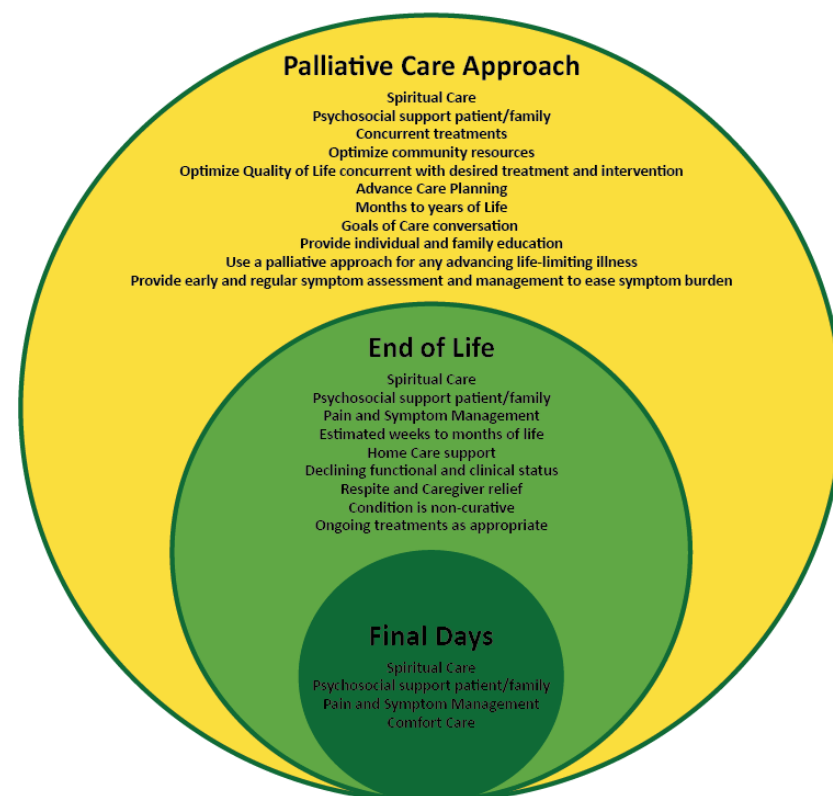 Palliative Care Approach
Spiritual Care
Psychosocial support patient/family
Concurrent treatments
Optimize community resources
Optimize Quality of Life concurrent with desired treatment and intervention
Advance Care Planning
Months to years of Life
Goals of Care conversation
Provide individual and family education
Use a palliative approach for any advancing life-limiting illness
Provide early and regular symptom assessment and management to ease symptom burden
End of Life
Spiritual Care
Psychosocial support patient/family
Pain and Symptom Management
Estimated weeks to months of life
Home Care support
Declining functional and clinical status
Respite and Caregiver relief
Condition is non-curative
Ongoing treatments as appropriate
Final Days
Spiritual Care
Psychosocial support patient/family
Pain and Symptom Management
Comfort Care